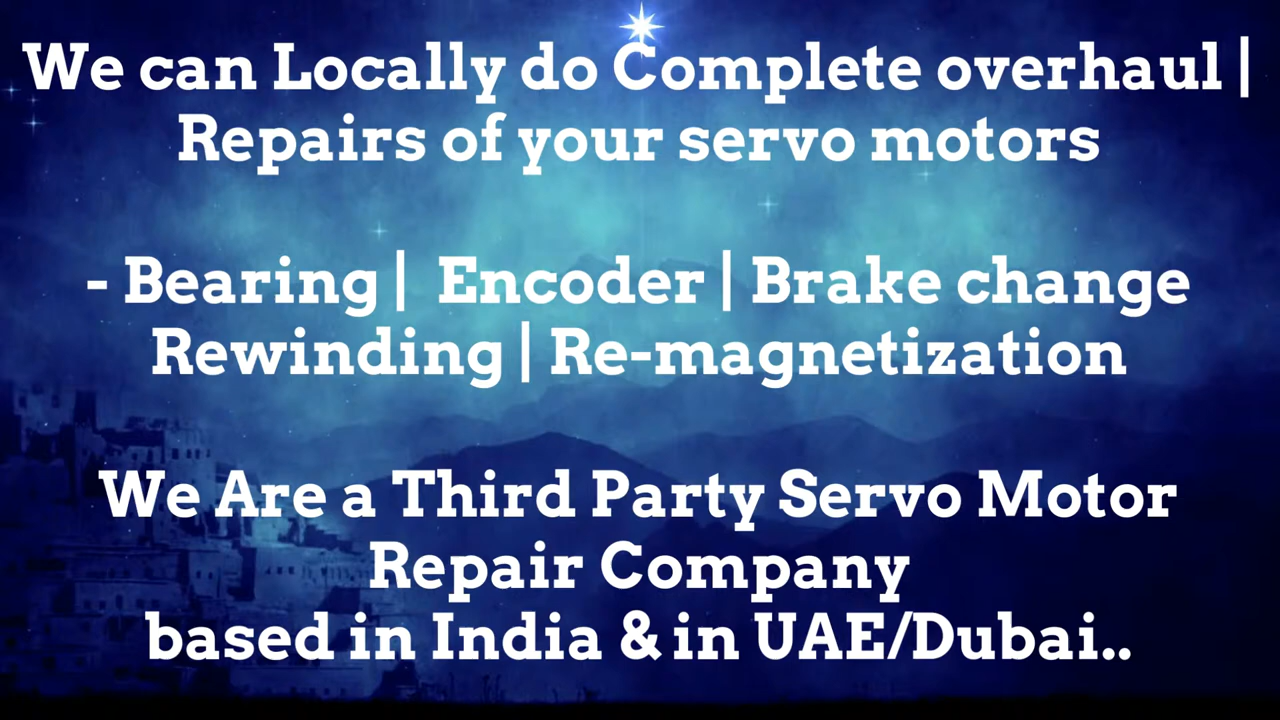 We can Locally do Complete overhaul |
Repairs of your servo motors
- Bearing | Encoder | Brake change
Rewinding | Re-magnetization
We Are a Third Party Servo Motor
Repair Company
based in India & in UAE/Dubai..